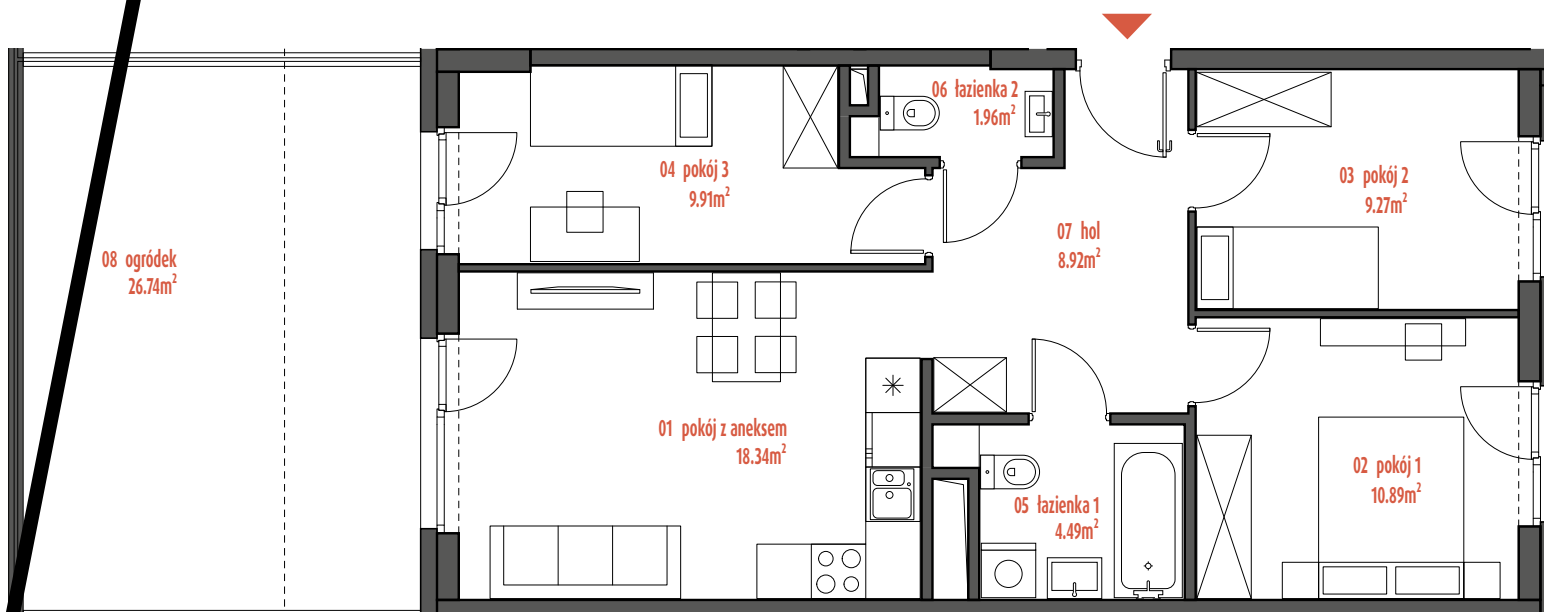 06 łazienka 2
1.96m²
04 pokój 3
9.91m²
03 pokój 2
9.27m²
07 hol
8.92m²
08 ogródek
26.74m²
01 pokój z aneksem
18.34m²
02 pokój 1
10.89m²
05 łazienka 1
4.49m²